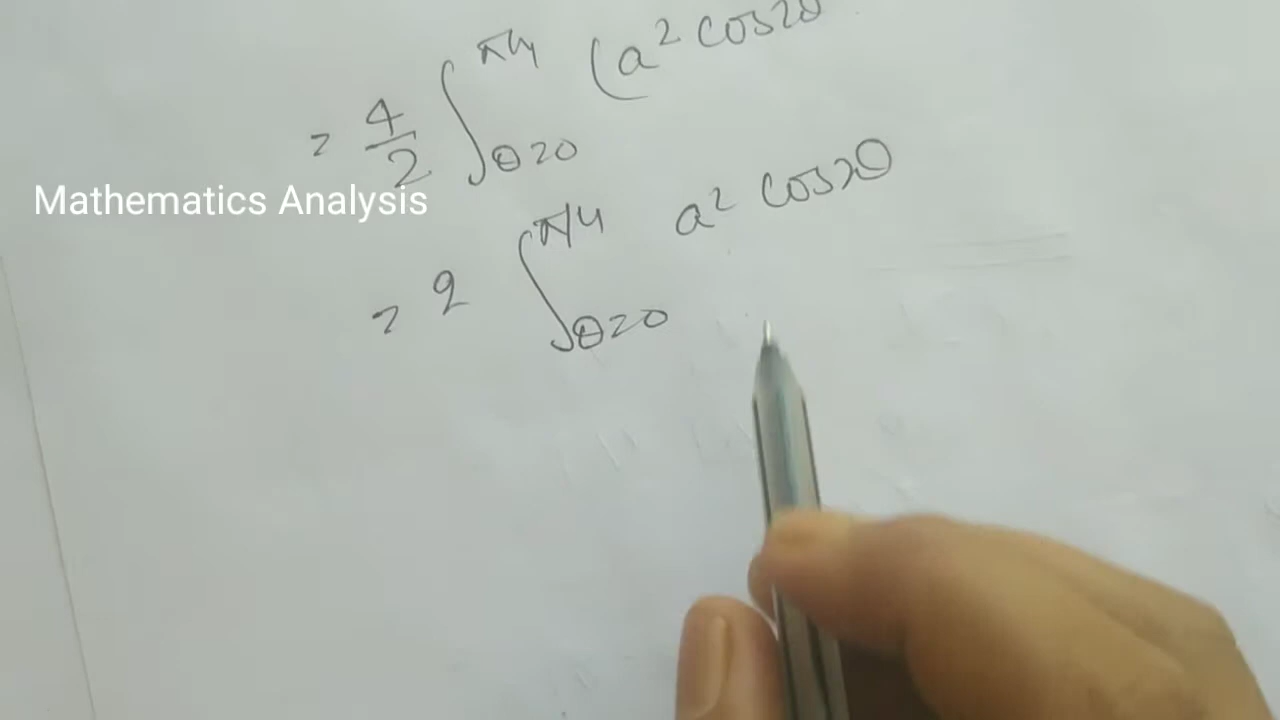 = 4/2 ∫_{θ=0}^{π/4} (a² cos2θ
Mathematics Analysis
= 2 ∫_{θ=0}^{π/4} a² cos2θ